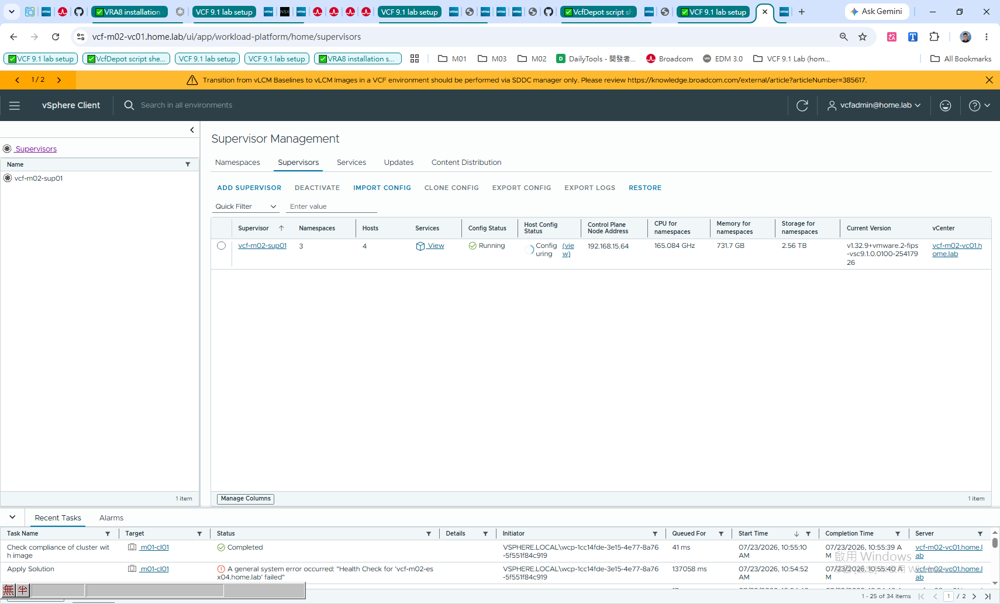 VRA8 installation
VCF 9.1 lab setup
NSX
VCF 9.1 lab setup
VcfDepot script sh
VCF 9.1 lab setup
Ask Gemini
vcf-m02-vc01.home.lab/ui/app/workload-platform/home/supervisors
VCF 9.1 lab setup
VcfDepot script she...
VCF 9.1 lab setup
VCF 9.1 lab setup
VRA8 installation s...
M01
M03
M02
DailyTools - 開發者...
Broadcom
EDM 3.0
VCF 9.1 Lab (hom...
All Bookmarks
1 / 2
Transition from vLCM Baselines to vLCM Images in a VCF environment should be performed via SDDC manager only. Please review https://knowledge.broadcom.com/external/article?articleNumber=385617.
vSphere Client
Search in all environments
vcfadmin@home.lab
Supervisors
Name
vcf-m02-sup01
1 item
Supervisor Management
Namespaces
Supervisors
Services
Updates
Content Distribution
ADD SUPERVISOR
DEACTIVATE
IMPORT CONFIG
CLONE CONFIG
EXPORT CONFIG
EXPORT LOGS
RESTORE
Quick Filter
Enter value
Supervisor
Namespaces
Hosts
Services
Config Status
Host Config
Status
Control Plane
Node Address
CPU for
namespaces
Memory for
namespaces
Storage for
namespaces
Current Version
vCenter
vcf-m02-sup01
3
4
View
Running
Config
uring
(vie
w)
192.168.15.64
165.084 GHz
731.7 GB
2.56 TB
v1.32.9+vmware.2-fips
-vsc9.1.0.0100-254179
26
vcf-m02-vc01.h
ome.lab
Manage Columns
1 item
Recent Tasks
Alarms
Task Name
Target
Status
Details
Initiator
Queued For
Start Time
Completion Time
Server
Check compliance of cluster wit
h image
m01-cl01
Completed
VSPHERE.LOCAL\wcp-1cc14fde-3e15-4e77-8a76
-5f551f84c919
41 ms
07/23/2026, 10:55:10
AM
07/23/2026, 10:55:39 A
M
vcf-m02-vc01.home.l
ab
Apply Solution
m01-cl01
A general system error occurred: "Health Check for 'vcf-m02-es
x04.home.lab' failed"
VSPHERE.LOCAL\wcp-1cc14fde-3e15-4e77-8a76
-5f551f84c919
137058 ms
07/23/2026, 10:54:52
AM
07/23/2026, 10:55:40 A
M
vcf-m02-vc01.home.l
ab
啟用 Windows
無 半
1 - 25 of 34 items
1 / 2